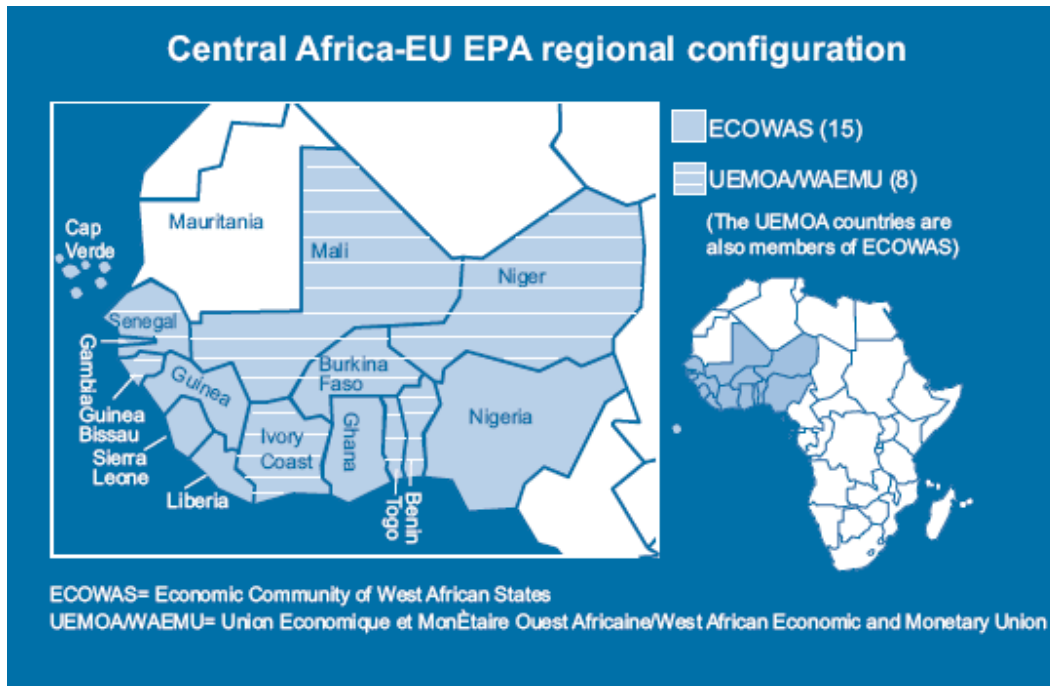 Central Africa-EU EPA regional configuration
ECOWAS (15)
UEMOA/WAEMU (8)
(The UEMOA countries are
also members of ECOWAS)
Mauritania
Cap
Verde
Mali
Niger
Senegal
Gambia
Guinea
Burkina
Faso
Guinea
Bissau
Sierra
Leone
Liberia
Ivory
Coast
Ghana
Togo
Benin
Nigeria
ECOWAS= Economic Community of West African States
UEMOA/WAEMU= Union Economique et MonÈtaire Ouest Africaine/West African Economic and Monetary Union